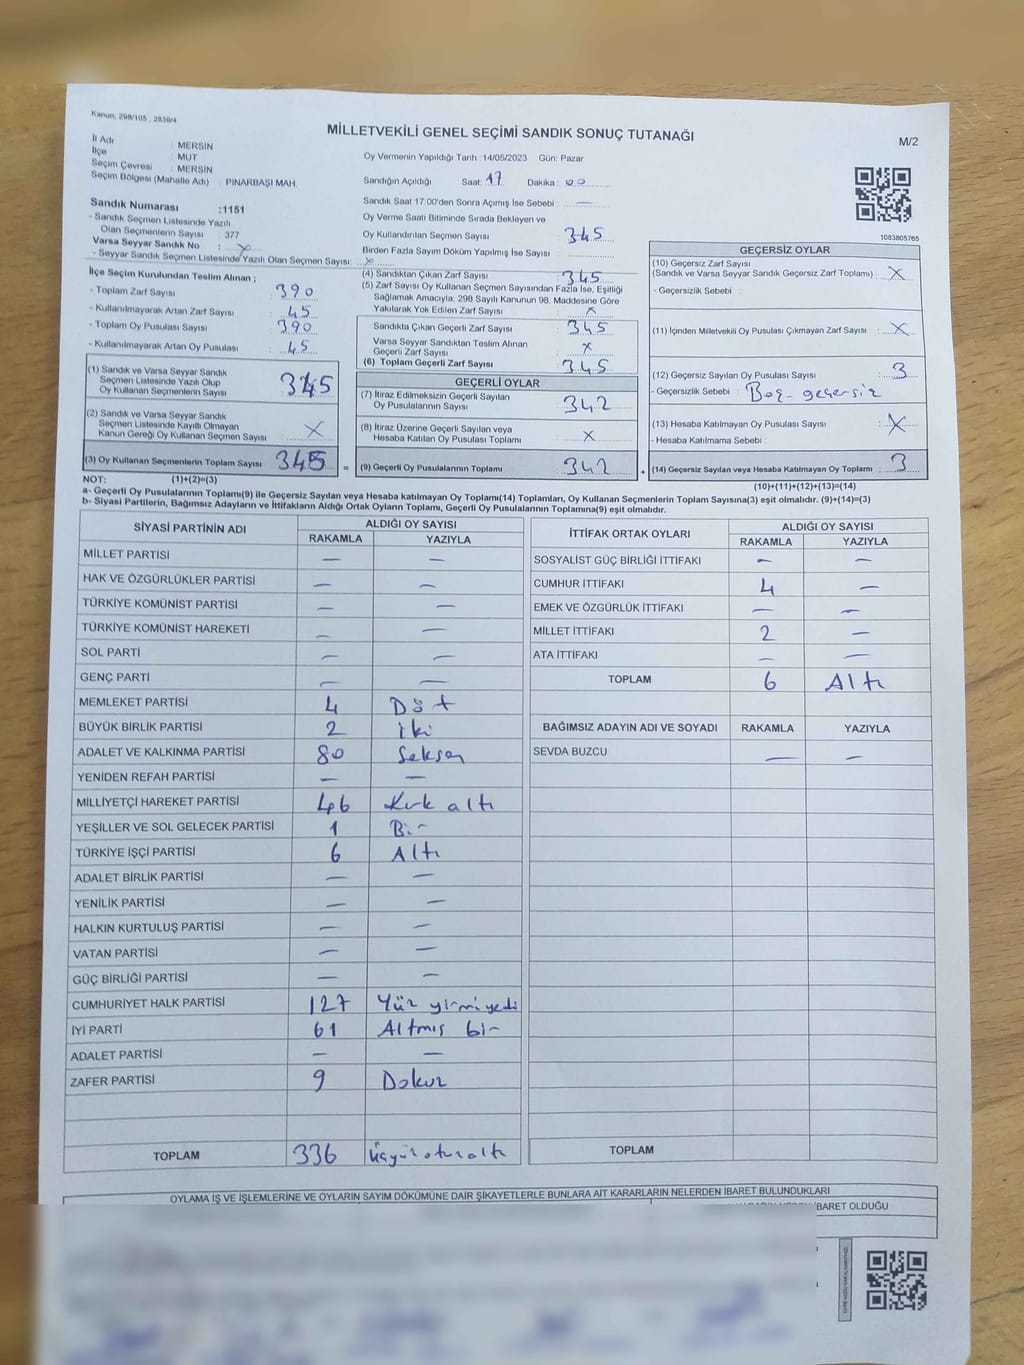 Kanun, 298/105 , 2839/4
MİLLETVEKİLİ GENEL SEÇİMİ SANDIK SONUÇ TUTANAĞI
M/2
İl Adı : MERSİN
İlçe : MUT
Seçim Çevresi : MERSİN
Seçim Bölgesi (Mahalle Adı) : PINARBAŞI MAH.
Sandık Numarası :1151
- Sandık Seçmen Listesinde Yazılı
Olan Seçmenlerin Sayısı : 377
Varsa Seyyar Sandık No : X
- Seyyar Sandık Seçmen Listesinde Yazılı Olan Seçmen Sayısı: X
İlçe Seçim Kurulundan Teslim Alınan :
- Toplam Zarf Sayısı : 390
- Kullanılmayarak Artan Zarf Sayısı : 45
- Toplam Oy Pusulası Sayısı : 390
- Kullanılmayarak Artan Oy Pusulası : 45
(1) Sandık ve Varsa Seyyar Sandık
Seçmen Listesinde Yazılı Olup
Oy Kullanan Seçmenlerin Sayısı : 345
(2) Sandık ve Varsa Seyyar Sandık
Seçmen Listesinde Kayıtlı Olmayan
Kanun Gereği Oy Kullanan Seçmen Sayısı : X
(3) Oy Kullanan Seçmenlerin Toplam Sayısı : 345
Oy Vermenin Yapıldığı Tarih :14/05/2023 Gün: Pazar
Sandığın Açıldığı Saat: 17 Dakika : 00
Sandık Saat 17:00'den Sonra Açımış İse Sebebi : —
Oy Verme Saati Bitiminde Sırada Bekleyen ve
Oy Kullandırılan Seçmen Sayısı : 345
Birden Fazla Sayım Döküm Yapılmış İse Sayısı :
(4) Sandıktan Çıkan Zarf Sayısı : 345
(5) Zarf Sayısı Oy Kullanan Seçmen Sayısından Fazla İse, Eşitliği
Sağlamak Amacıyla, 298 Sayılı Kanunun 98. Maddesine Göre
Yakılarak Yok Edilen Zarf Sayısı : X
Sandıkta Çıkan Geçerli Zarf Sayısı : 345
Varsa Seyyar Sandıktan Teslim Alınan
Geçerli Zarf Sayısı : X
(6) Toplam Geçerli Zarf Sayısı : 345
GEÇERLİ OYLAR
(7) İtiraz Edilmeksizin Geçerli Sayılan
Oy Pusulalarının Sayısı : 342
(8) İtiraz Üzerine Geçerli Sayılan veya
Hesaba Katılan Oy Pusulası Toplamı : X
= (9) Geçerli Oy Pusulalarının Toplamı : 342 +
1083805765
GEÇERSİZ OYLAR
(10) Geçersiz Zarf Sayısı
(Sandık ve Varsa Seyyar Sandık Geçersiz Zarf Toplamı) : X
- Geçersizlik Sebebi :
(11) İçinden Milletvekili Oy Pusulası Çıkmayan Zarf Sayısı : X
(12) Geçersiz Sayılan Oy Pusulası Sayısı : 3
- Geçersizlik Sebebi : Boş - geçersiz
(13) Hesaba Katılmayan Oy Pusulası Sayısı : X
- Hesaba Katılmama Sebebi :
(14) Geçersiz Sayılan veya Hesaba Katılmayan Oy Toplamı : 3
NOT: (1)+(2)=(3)
(10)+(11)+(12)+(13)=(14)
a- Geçerli Oy Pusulalarının Toplamı(9) ile Geçersiz Sayılan veya Hesaba katılmayan Oy Toplamı(14) Toplamları, Oy Kullanan Seçmenlerin Toplam Sayısına(3) eşit olmalıdır. (9)+(14)=(3)
b- Siyasi Partilerin, Bağımsız Adayların ve İttifakların Aldığı Ortak Oyların Toplamı, Geçerli Oy Pusulalarının Toplamına(9) eşit olmalıdır.
SİYASİ PARTİNİN ADI ALDIĞI OY SAYISI
RAKAMLA YAZIYLA
MİLLET PARTİSİ — —
HAK VE ÖZGÜRLÜKLER PARTİSİ — —
TÜRKİYE KOMÜNİST PARTİSİ — —
TÜRKİYE KOMÜNİST HAREKETİ — —
SOL PARTİ — —
GENÇ PARTİ — —
MEMLEKET PARTİSİ 4 Döt
BÜYÜK BİRLİK PARTİSİ 2 iki
ADALET VE KALKINMA PARTİSİ 80 Seksen
YENİDEN REFAH PARTİSİ — —
MİLLİYETÇİ HAREKET PARTİSİ 46 Kırk altı
YEŞİLLER VE SOL GELECEK PARTİSİ 1 Bir
TÜRKİYE İŞÇİ PARTİSİ 6 Altı
ADALET BİRLİK PARTİSİ — —
YENİLİK PARTİSİ — —
HALKIN KURTULUŞ PARTİSİ — —
VATAN PARTİSİ — —
GÜÇ BİRLİĞİ PARTİSİ — —
CUMHURİYET HALK PARTİSİ 127 Yüz yirmi yedi
İYİ PARTİ 61 Altmış bir
ADALET PARTİSİ — —
ZAFER PARTİSİ 9 Dokuz
TOPLAM 336 üçyüz otuz altı
İTTİFAK ORTAK OYLARI ALDIĞI OY SAYISI
RAKAMLA YAZIYLA
SOSYALİST GÜÇ BİRLİĞİ İTTİFAKI — —
CUMHUR İTTİFAKI 4 —
EMEK VE ÖZGÜRLÜK İTTİFAKI — —
MİLLET İTTİFAKI 2 —
ATA İTTİFAKI — —
TOPLAM 6 Altı
BAĞIMSIZ ADAYIN ADI VE SOYADI RAKAMLA YAZIYLA
SEVDA BUZCU — —
TOPLAM
OYLAMA İŞ VE İŞLEMLERİNE VE OYLARIN SAYIM DÖKÜMÜNE DAİR ŞİKAYETLERLE BUNLARA AİT KARARLARIN NELERDEN İBARET BULUNDUKLARI
İBARET OLDUĞU